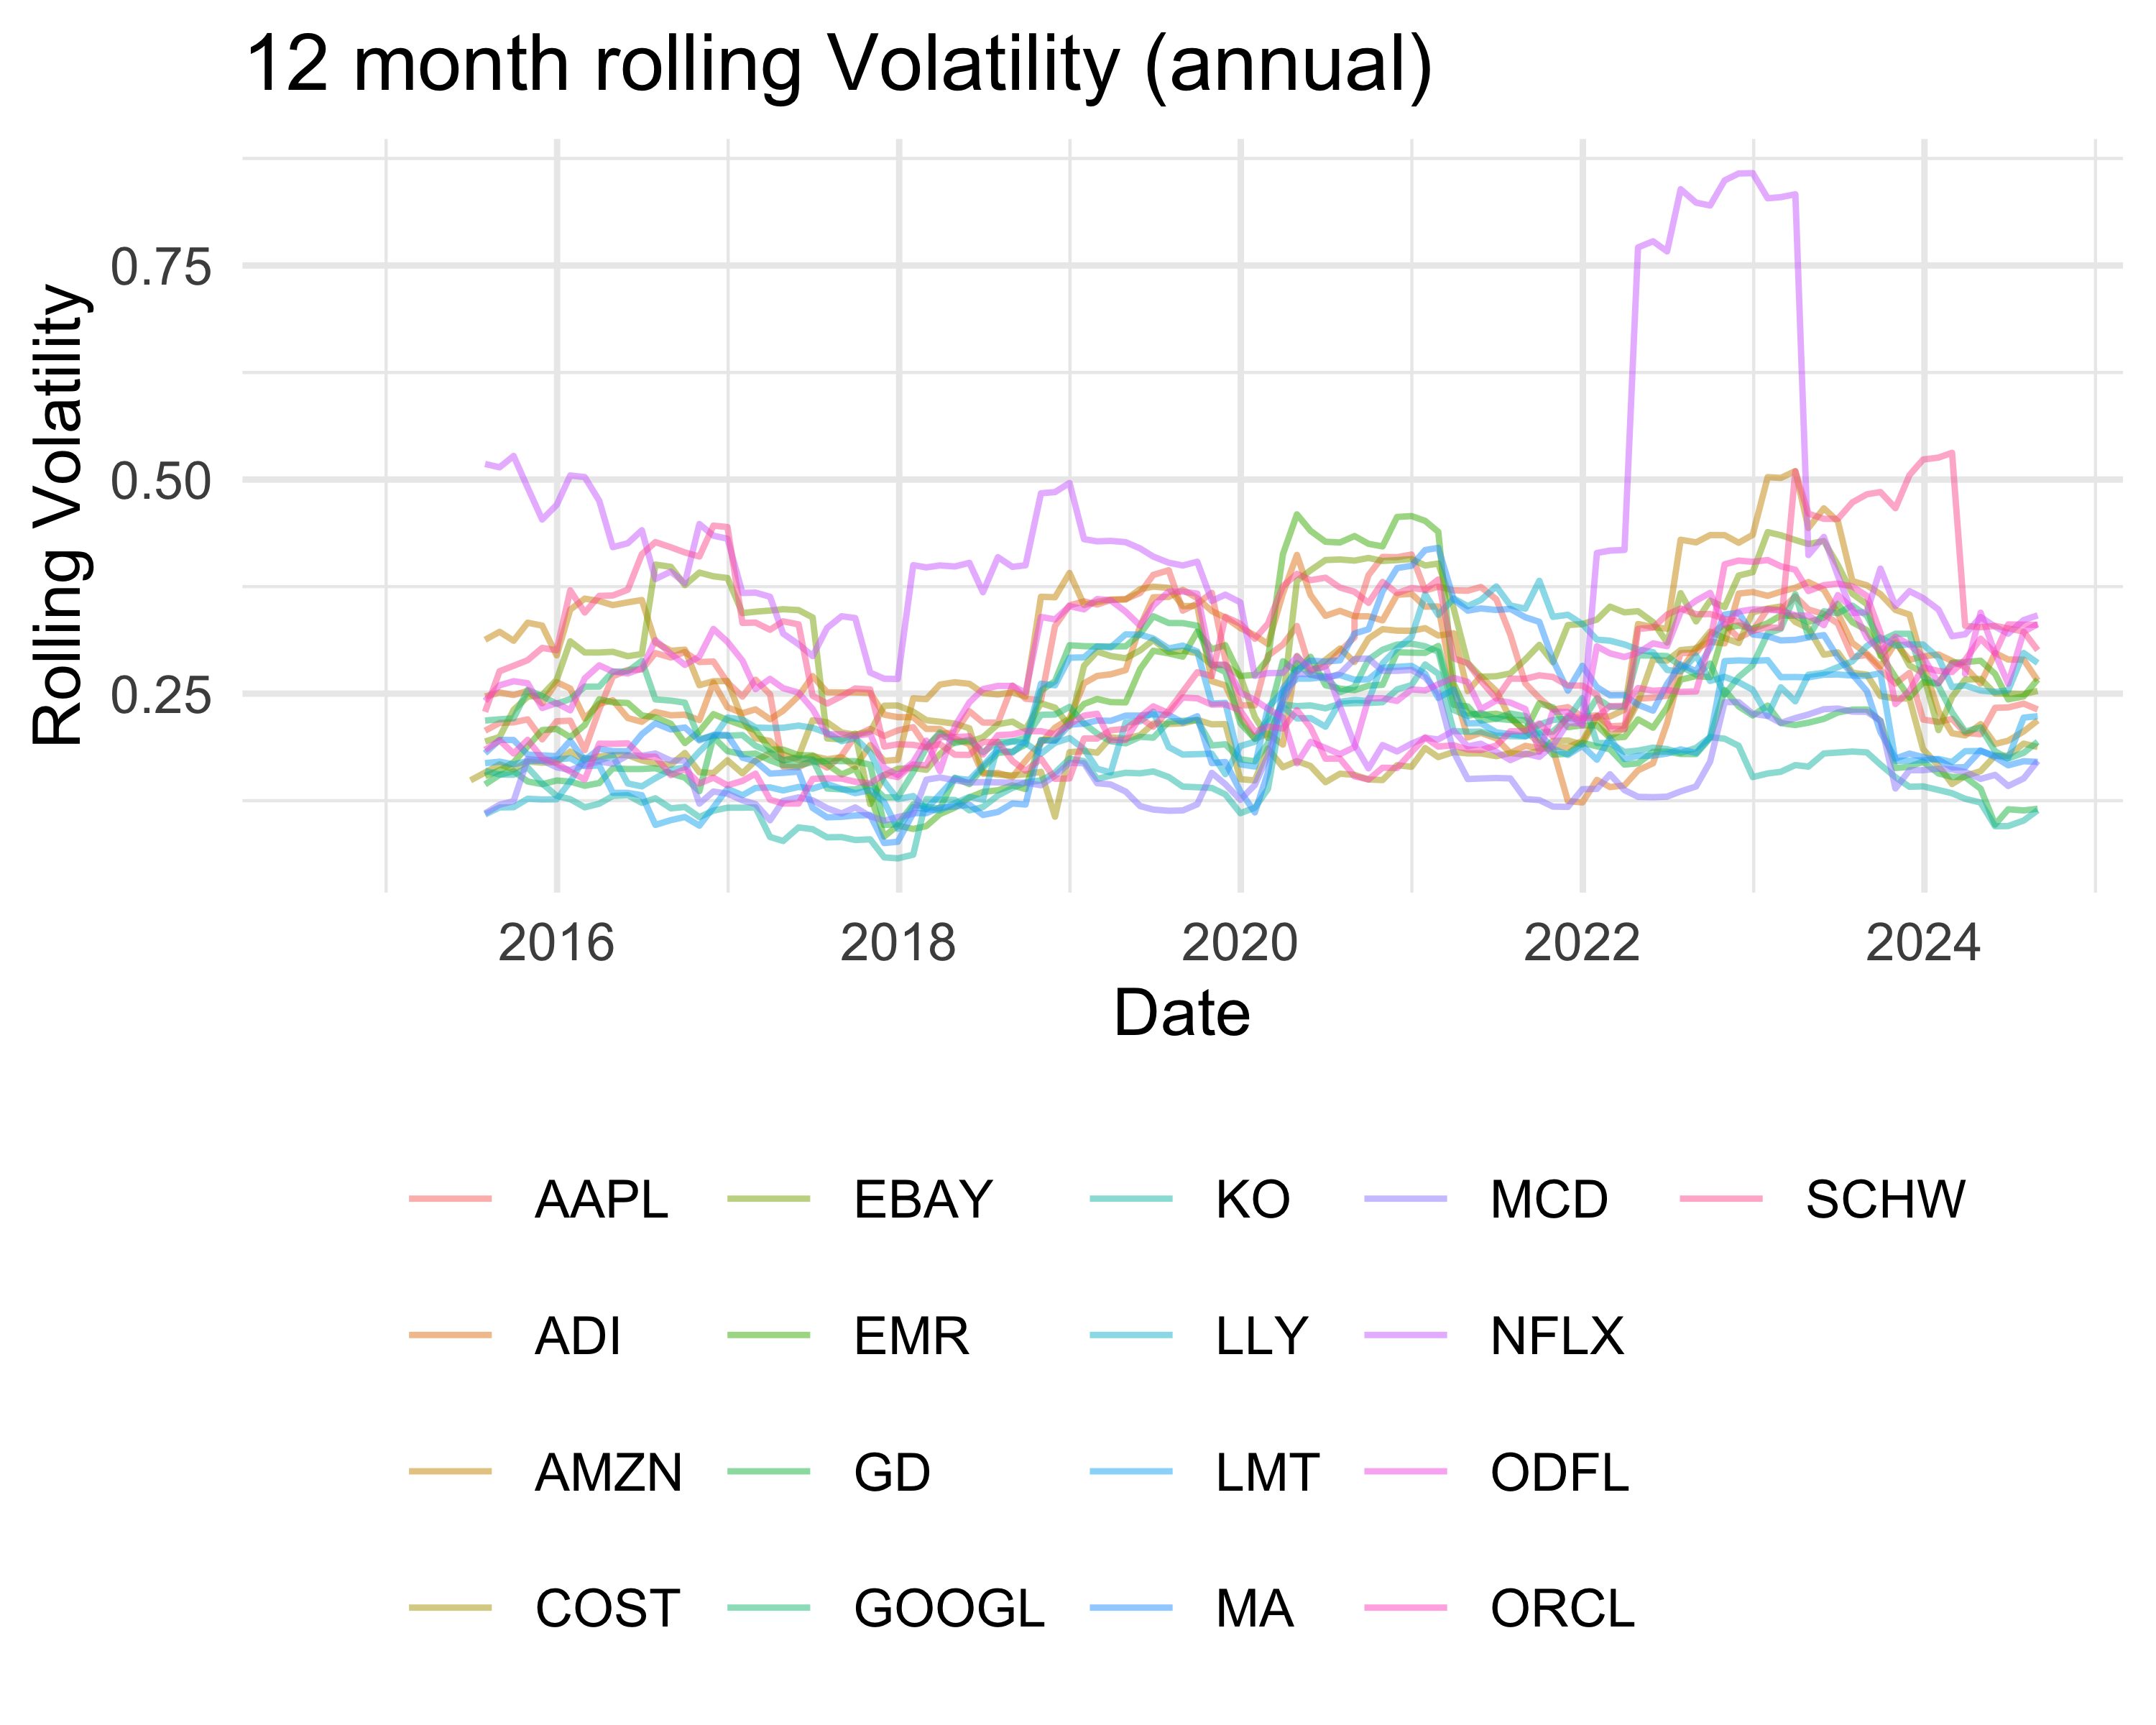 12 month rolling Volatility (annual)
Rolling Volatility
0.75
0.50
0.25
2016 2018 2020 2022 2024
Date
AAPL EBAY KO MCD SCHW
ADI EMR LLY NFLX
AMZN GD LMT ODFL
COST GOOGL MA ORCL